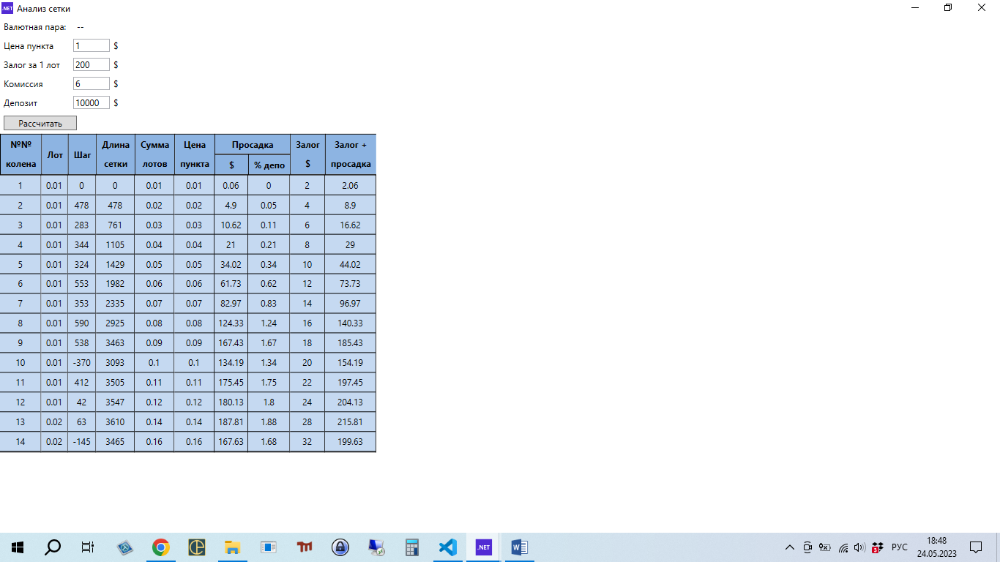 .NET Анализ сетки
Валютная пара: --
Цена пункта 1 $
Залог за 1 лот 200 $
Комиссия 6 $
Депозит 10000 $
Рассчитать
№№ колена Лот Шаг Длина сетки Сумма лотов Цена пункта Просадка $ % депо Залог $ Залог + просадка
1 0.01 0 0 0.01 0.01 0.06 0 2 2.06
2 0.01 478 478 0.02 0.02 4.9 0.05 4 8.9
3 0.01 283 761 0.03 0.03 10.62 0.11 6 16.62
4 0.01 344 1105 0.04 0.04 21 0.21 8 29
5 0.01 324 1429 0.05 0.05 34.02 0.34 10 44.02
6 0.01 553 1982 0.06 0.06 61.73 0.62 12 73.73
7 0.01 353 2335 0.07 0.07 82.97 0.83 14 96.97
8 0.01 590 2925 0.08 0.08 124.33 1.24 16 140.33
9 0.01 538 3463 0.09 0.09 167.43 1.67 18 185.43
10 0.01 -370 3093 0.1 0.1 134.19 1.34 20 154.19
11 0.01 412 3505 0.11 0.11 175.45 1.75 22 197.45
12 0.01 42 3547 0.12 0.12 180.13 1.8 24 204.13
13 0.02 63 3610 0.14 0.14 187.81 1.88 28 215.81
14 0.02 -145 3465 0.16 0.16 167.63 1.68 32 199.63
.NET
W
3
РУС
18:48
24.05.2023